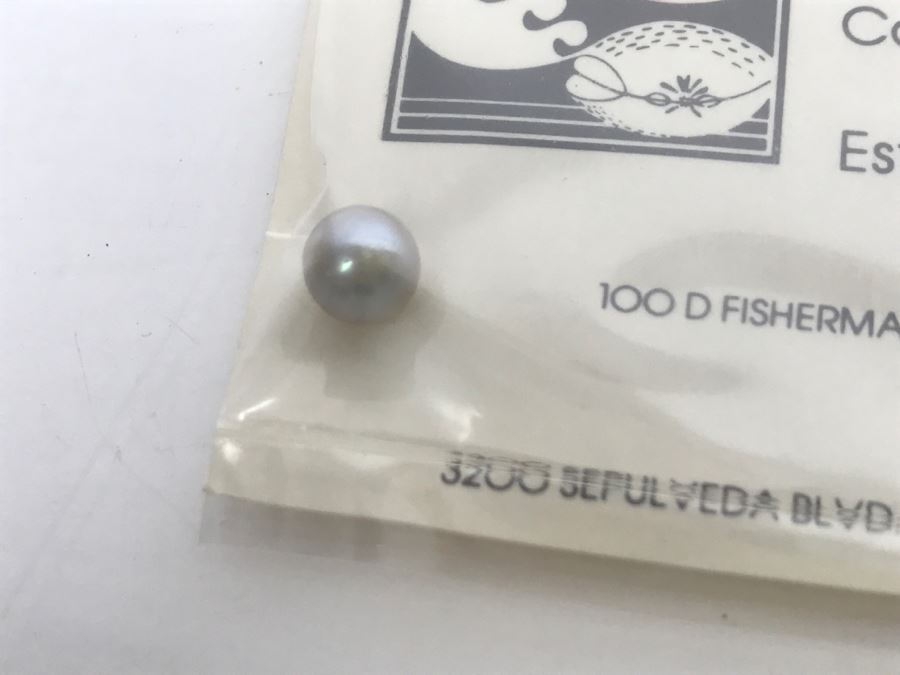 Co
Est
100 D FISHERMA
3200 SEPULVEDA BLVD